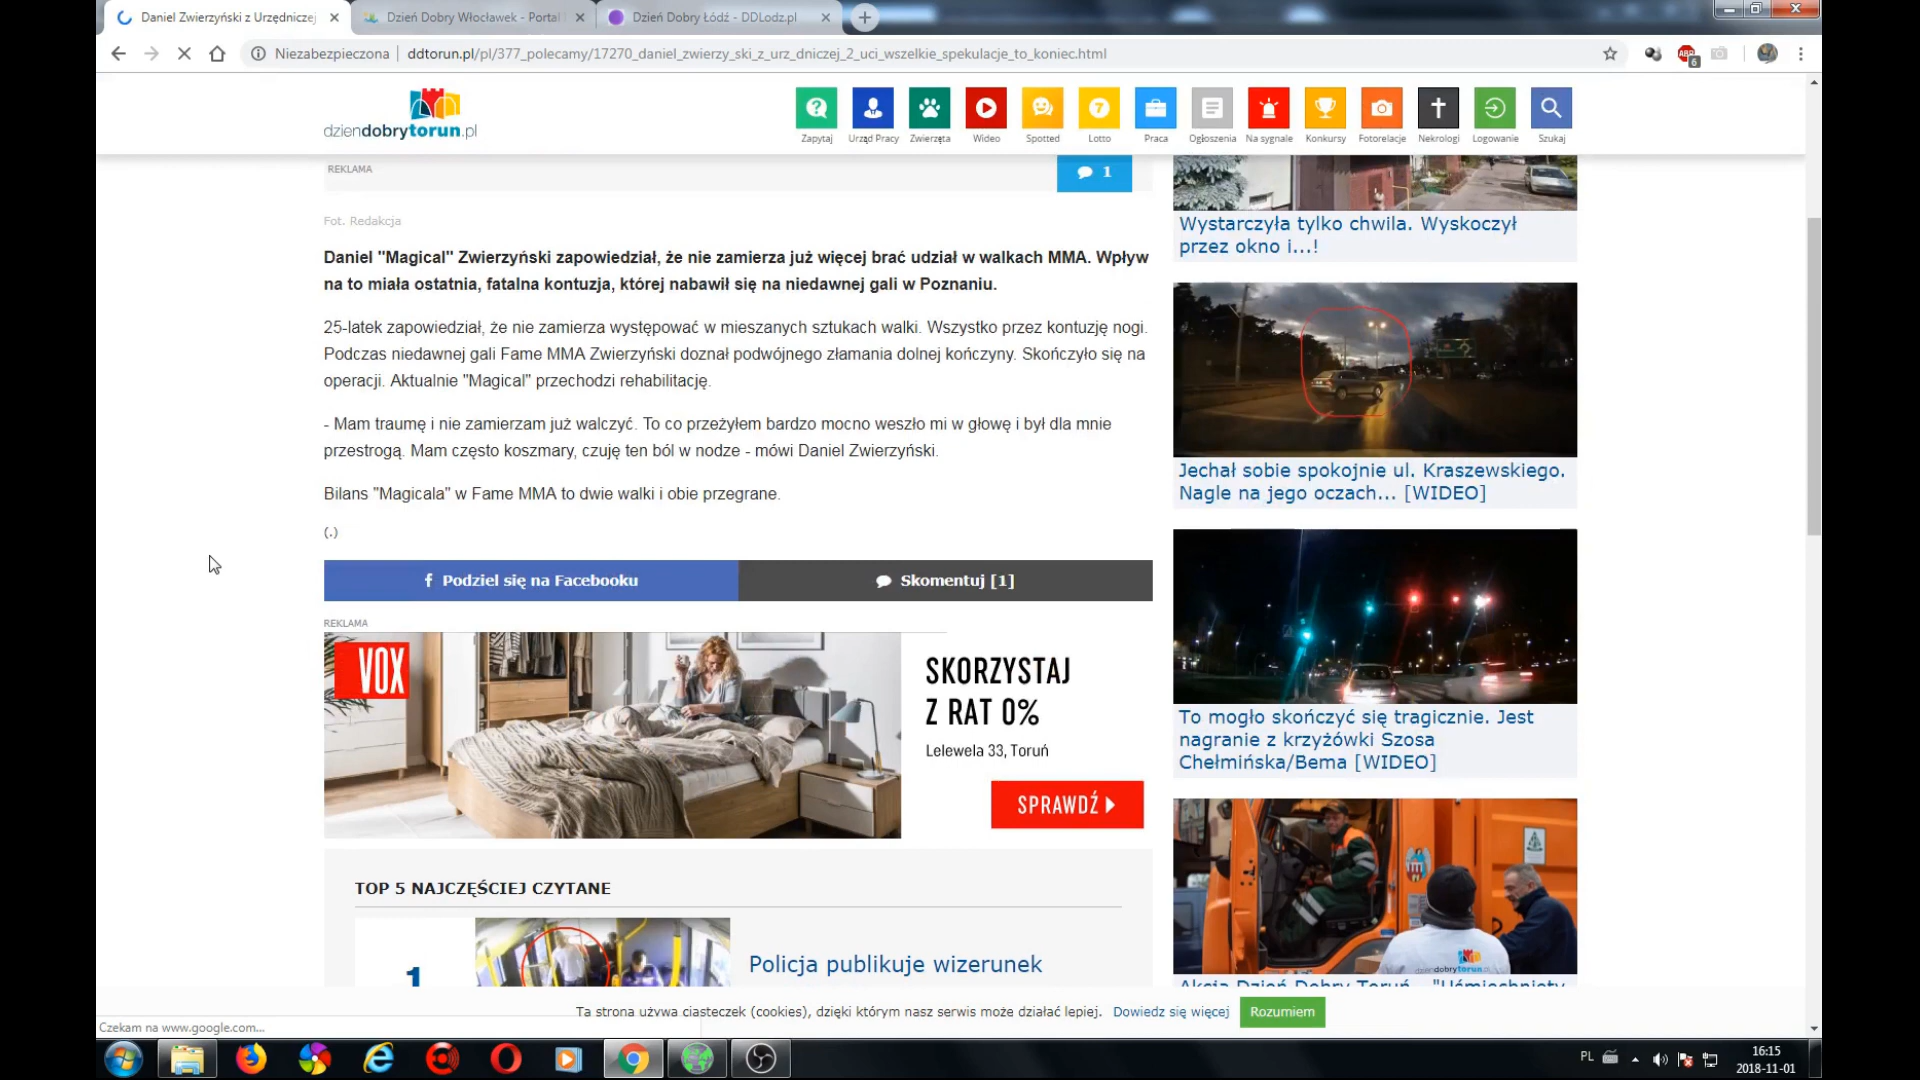 Daniel Zwierzyński z Urzędniczej
Dzień Dobry Włocławek - Portal
Dzień Dobry Łódź - DDLodz.pl
Niezabezpieczona
ddtorun.pl/pl/377_polecamy/17270_daniel_zwierzy_ski_z_urz_dniczej_2_uci_wszelkie_spekulacje_to_koniec.html
ABP
6
dziendobrytorun.pl
Zapytaj
Urząd Pracy
Zwierzęta
Wideo
Spotted
7
Lotto
Praca
Ogłoszenia
Na sygnale
Konkursy
Fotorelacje
Nekrologi
Logowanie
Szukaj
REKLAMA
1
Fot. Redakcja
Daniel "Magical" Zwierzyński zapowiedział, że nie zamierza już więcej brać udział w walkach MMA. Wpływ
na to miała ostatnia, fatalna kontuzja, której nabawił się na niedawnej gali w Poznaniu.
25-latek zapowiedział, że nie zamierza występować w mieszanych sztukach walki. Wszystko przez kontuzję nogi.
Podczas niedawnej gali Fame MMA Zwierzyński doznał podwójnego złamania dolnej kończyny. Skończyło się na
operacji. Aktualnie "Magical" przechodzi rehabilitację.
- Mam traumę i nie zamierzam już walczyć. To co przeżyłem bardzo mocno weszło mi w głowę i był dla mnie
przestrogą. Mam często koszmary, czuję ten ból w nodze - mówi Daniel Zwierzyński.
Bilans "Magicala" w Fame MMA to dwie walki i obie przegrane.
(.)
Podziel się na Facebooku
Skomentuj [1]
REKLAMA
VOX
SKORZYSTAJ
Z RAT 0%
Lelewela 33, Toruń
SPRAWDŹ
TOP 5 NAJCZĘŚCIEJ CZYTANE
1
Policja publikuje wizerunek
Wystarczyła tylko chwila. Wyskoczył
przez okno i...!
Jechał sobie spokojnie ul. Kraszewskiego.
Nagle na jego oczach... [WIDEO]
To mogło skończyć się tragicznie. Jest
nagranie z krzyżówki Szosa
Chełmińska/Bema [WIDEO]
dziendobrytorun.pl
Akcja Dzień Dobry Toruń - "Uśmiechnięty
Ta strona używa ciasteczek (cookies), dzięki którym nasz serwis może działać lepiej. Dowiedz się więcej
Rozumiem
Czekam na www.google.com...
PL
16:15
2018-11-01